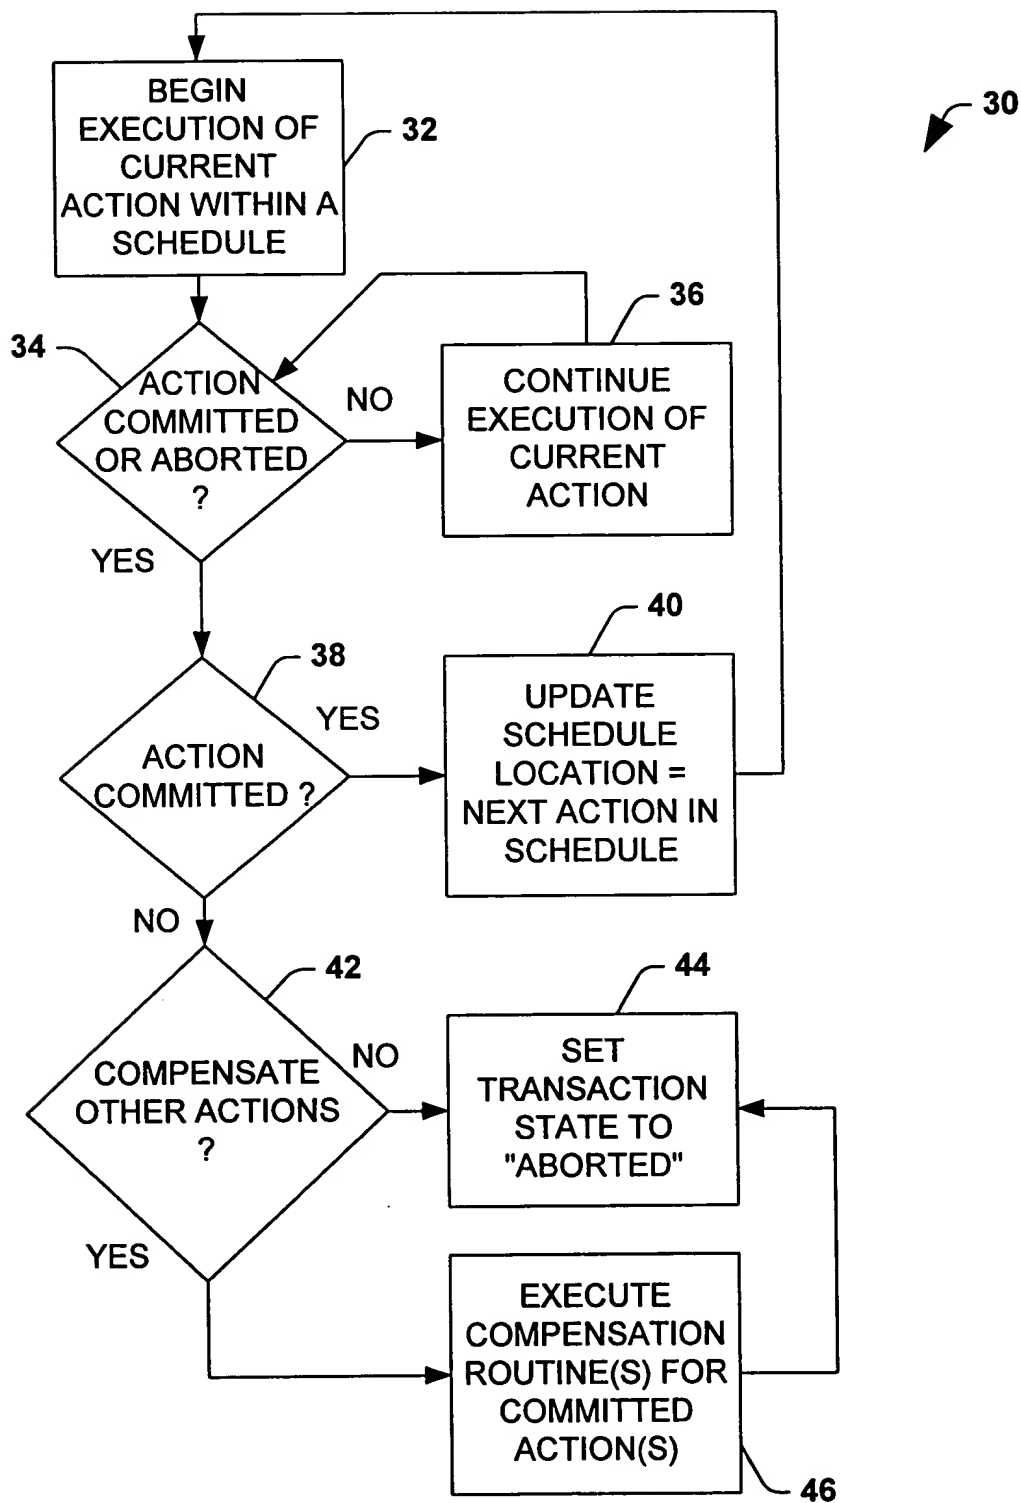 30
BEGIN
EXECUTION OF
CURRENT
ACTION WITHIN A
SCHEDULE
32
34
ACTION
COMMITTED
OR ABORTED
?
NO
YES
36
CONTINUE
EXECUTION OF
CURRENT
ACTION
38
ACTION
COMMITTED ?
YES
NO
40
UPDATE
SCHEDULE
LOCATION =
NEXT ACTION IN
SCHEDULE
42
COMPENSATE
OTHER ACTIONS
?
NO
YES
44
SET
TRANSACTION
STATE TO
"ABORTED"
EXECUTE
COMPENSATION
ROUTINE(S) FOR
COMMITTED
ACTION(S)
46